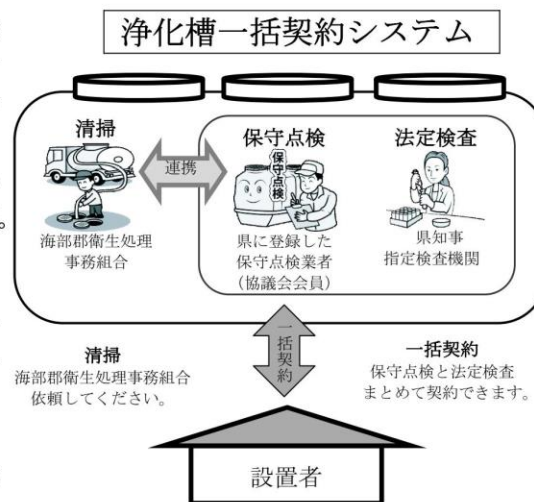 浄化槽一括契約システム
清掃
連携
海部郡衛生処理
事務組合
保守点検
保守点検
県に登録した
保守点検業者
（協議会会員）
法定検査
県知事
指定検査機関
。
一括契約
清掃
海部郡衛生処理事務組合
依頼してください。
一括契約
保守点検と法定検査
まとめて契約できます。
設置者